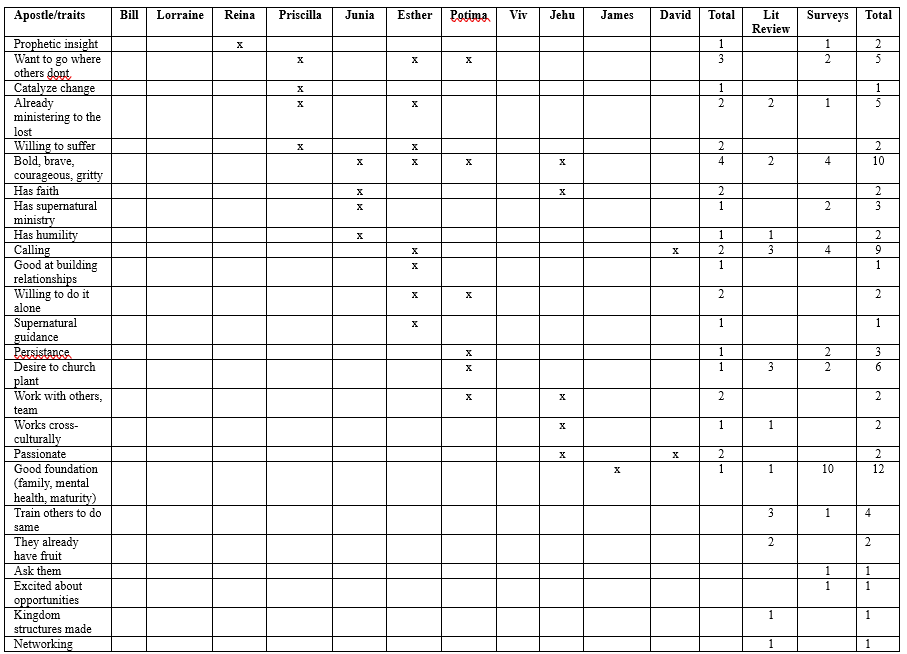 Apostle/traits Bill Lorraine Reina Priscilla Junia Esther Potima Viv Jehu James David Total Lit Surveys Total
Review
Prophetic insight x 1 1 2
Want to go where x x x 3 2 5
others dont
Catalyze change x 1 1
Already x x 2 2 1 5
ministering to the
lost
Willing to suffer x x 2 2
Bold, brave, x x x x 4 2 4 10
courageous, gritty
Has faith x x 2 2
Has supernatural x 1 2 3
ministry
Has humility x 1 1 2
Calling x x 2 3 4 9
Good at building x 1 1
relationships
Willing to do it x x 2 2
alone
Supernatural x 1 1
guidance
Persistance x 1 2 3
Desire to church x 1 3 2 6
plant
Work with others, x x 2 2
team
Works cross- x 1 1 2
culturally
Passionate x x 2 2
Good foundation x 1 1 10 12
(family, mental
health, maturity)
Train others to do 3 1 4
same
They already 2 2
have fruit
Ask them 1 1
Excited about 1 1
opportunities
Kingdom 1 1
structures made
Networking 1 1